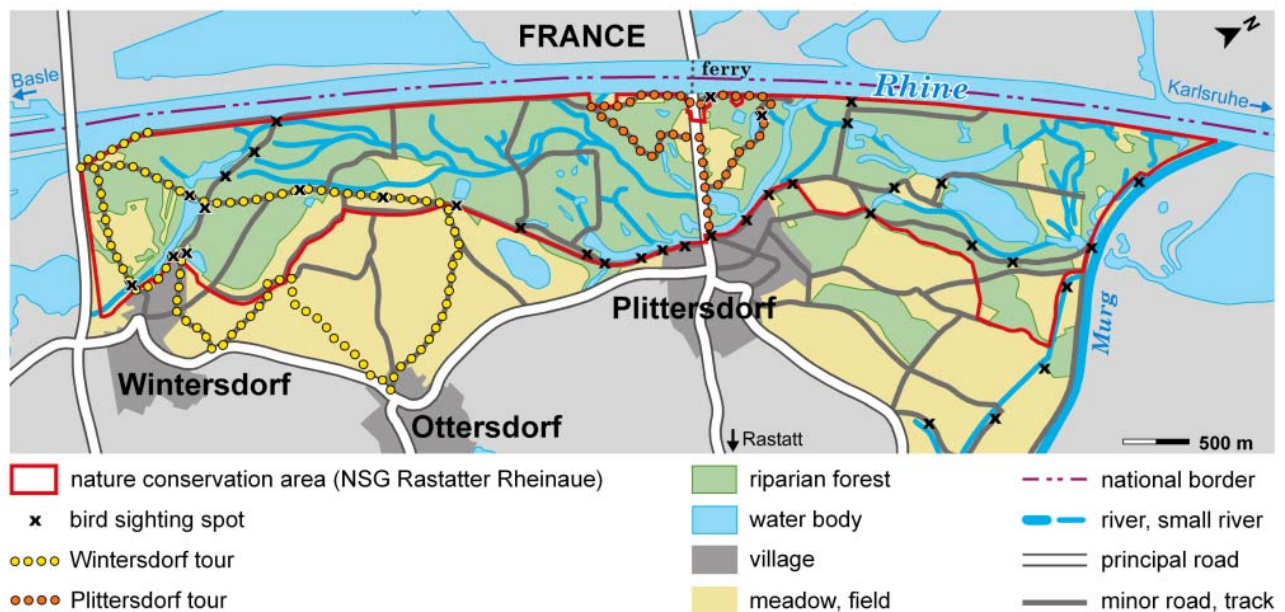 FRANCE
N
Basle
ferry
Rhine
Karlsruhe
Plittersdorf
Murg
Wintersdorf
Ottersdorf
Rastatt
500 m
nature conservation area (NSG Rastatter Rheinaue)
riparian forest
national border
x bird sighting spot
water body
river, small river
Wintersdorf tour
village
principal road
Plittersdorf tour
meadow, field
minor road, track